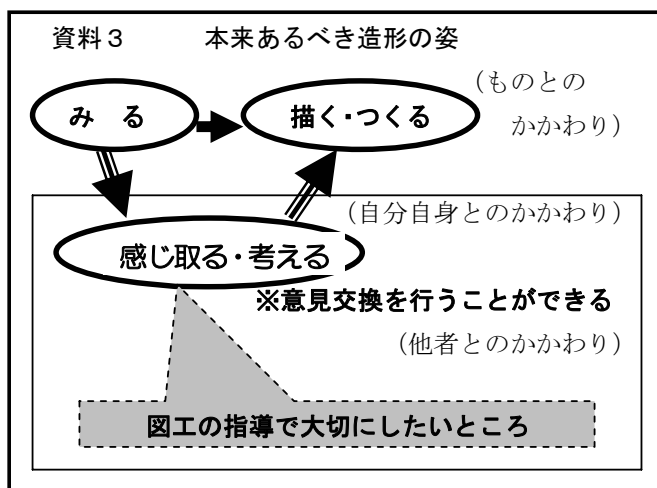 資料３　本来あるべき造形の姿
み　る
描く・つくる
（ものとの
かかわり）
（自分自身とのかかわり）
感じ取る・考える
※意見交換を行うことができる
（他者とのかかわり）
図工の指導で大切にしたいところ